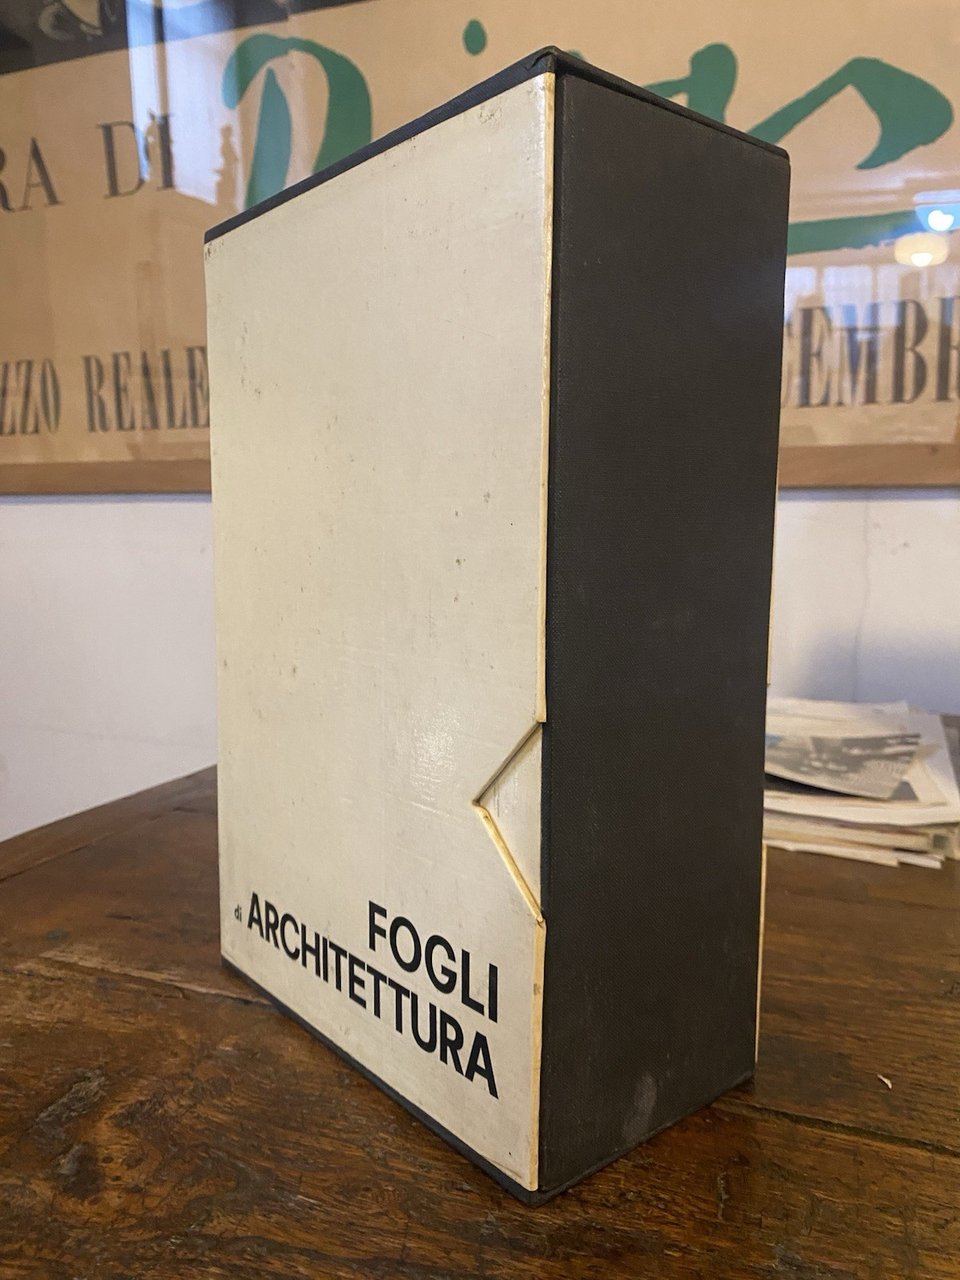 RA DI
ZZO REALE
CEMBR
FOGLI
di ARCHITETTURA